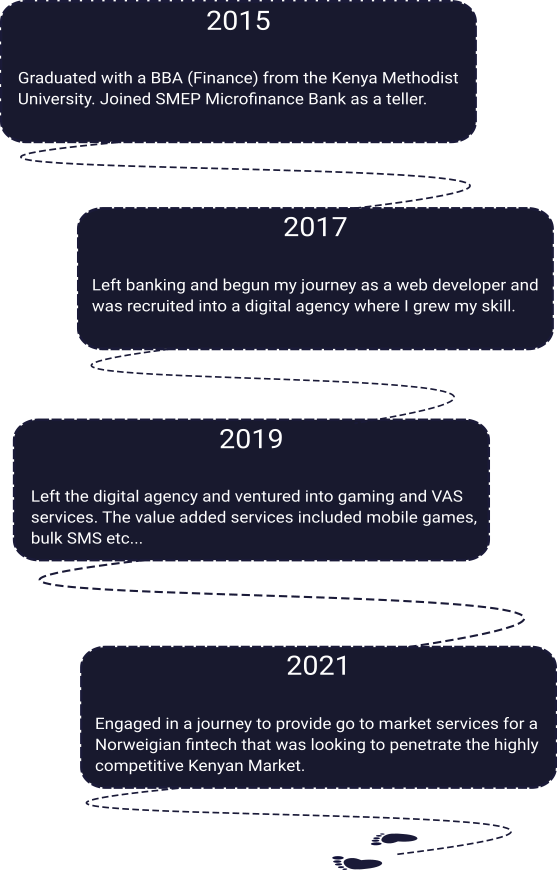 2015
Graduated with a BBA (Finance) from the Kenya Methodist
University. Joined SMEP Microfinance Bank as a teller.
2017
Left banking and begun my journey as a web developer and
was recruited into a digital agency where I grew my skill.
2019
Left the digital agency and ventured into gaming and VAS
services. The value added services included mobile games,
bulk SMS etc...
2021
Engaged in a journey to provide go to market services for a
Norweigian fintech that was looking to penetrate the highly
competitive Kenyan Market.